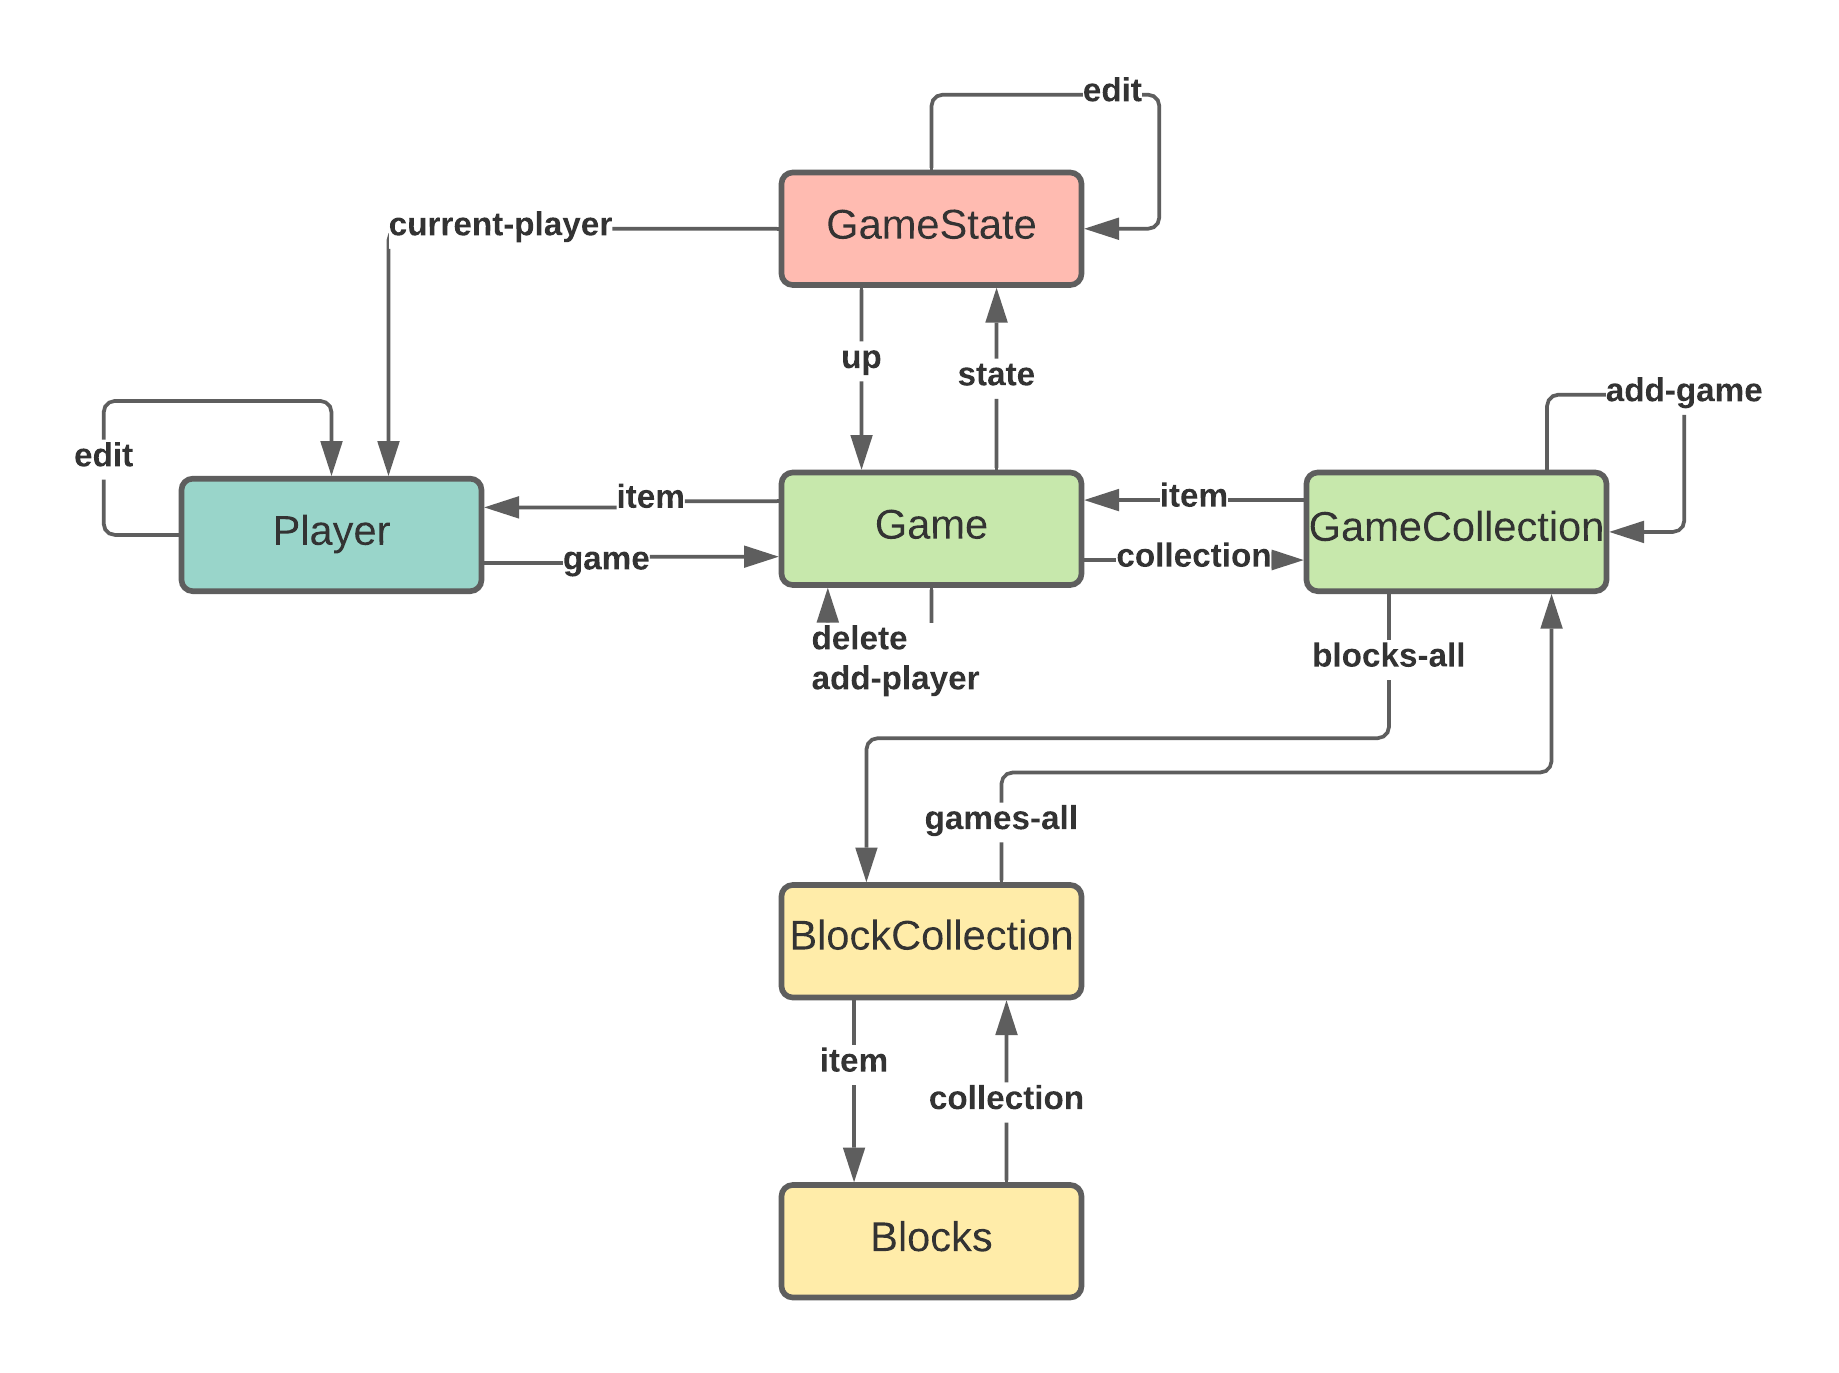 edit
GameState
current-player
up
state
add-game
edit
item
item
Player
Game
GameCollection
game
collection
delete
add-player
blocks-all
games-all
BlockCollection
item
collection
Blocks